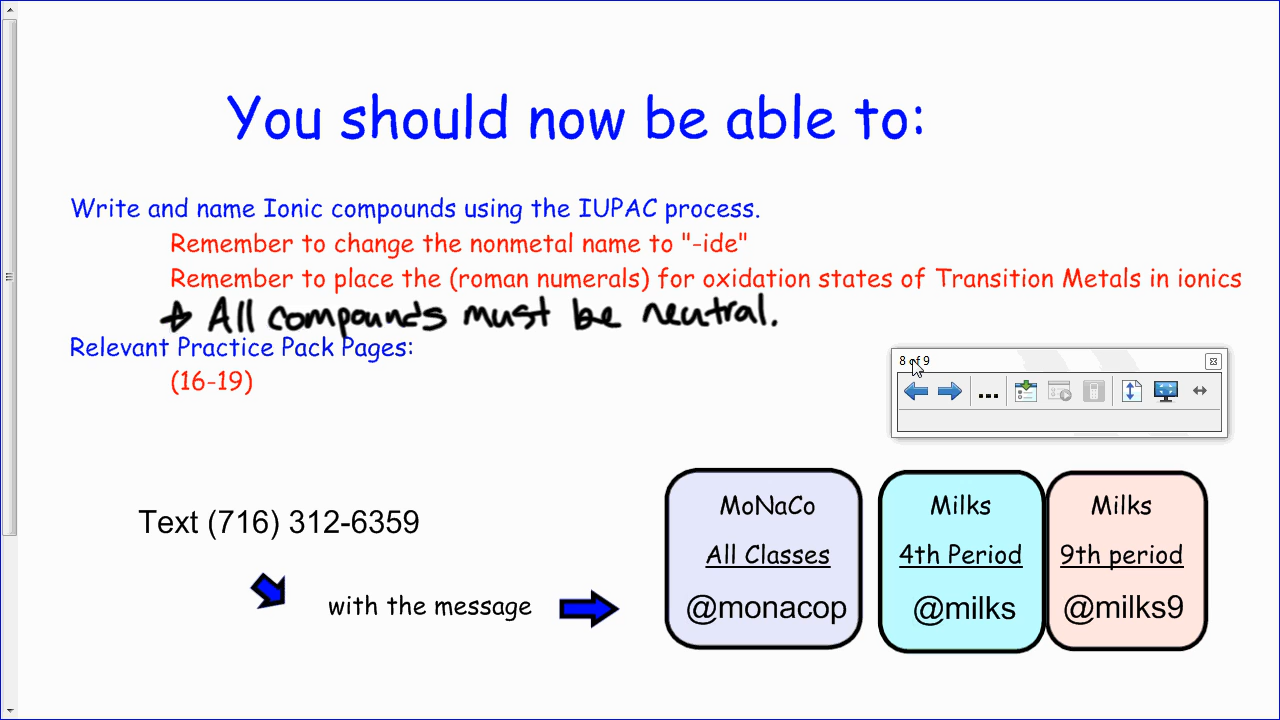 You should now be able to:
Write and name Ionic compounds using the IUPAC process.
Remember to change the nonmetal name to "-ide"
Remember to place the (roman numerals) for oxidation states of Transition Metals in ionics
All compounds must be neutral.
Relevant Practice Pack Pages:
(16-19)
8 of 9
...
Text (716) 312-6359
with the message
MoNaCo
All Classes
@monacop
Milks
4th Period
@milks
Milks
9th period
@milks9